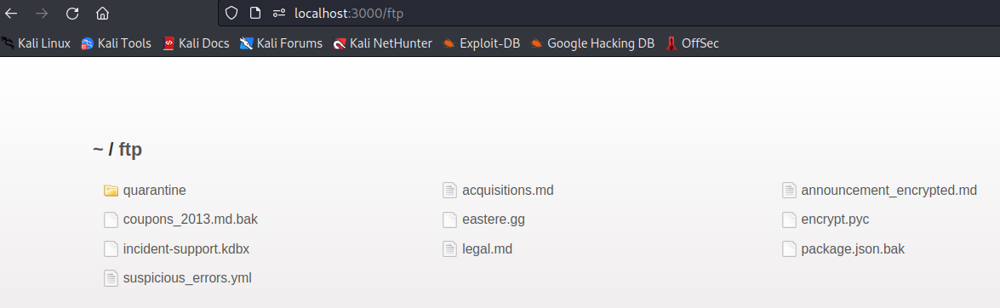 localhost:3000/ftp
Kali Linux Kali Tools Kali Docs Kali Forums Kali NetHunter Exploit-DB Google Hacking DB OffSec
~ / ftp
quarantine acquisitions.md announcement_encrypted.md
coupons_2013.md.bak eastere.gg encrypt.pyc
incident-support.kdbx legal.md package.json.bak
suspicious_errors.yml